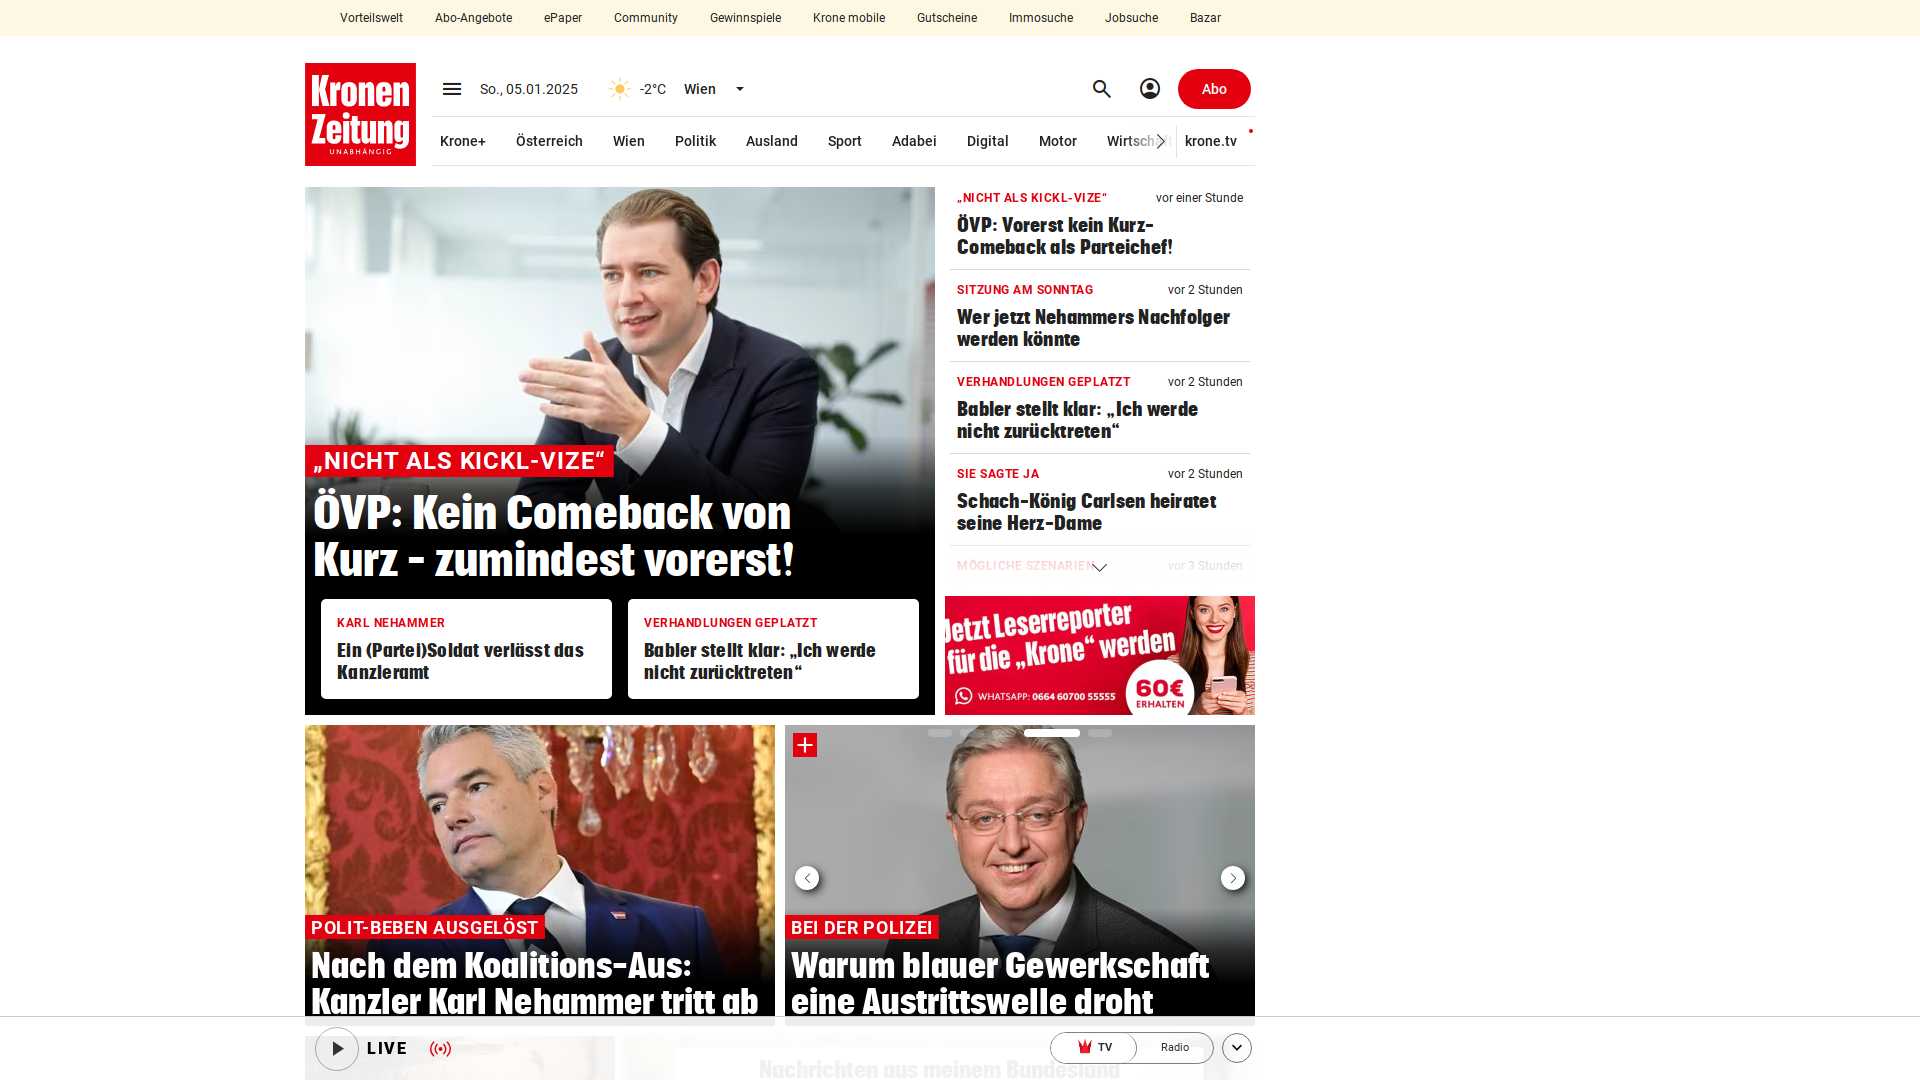 Vorteilswelt Abo-Angebote ePaper Community Gewinnspiele Krone mobile Gutscheine Immosuche Jobsuche Bazar
Kronen
Zeitung
UNABHÄNGIG
So., 05.01.2025 -2°C Wien Abo
Krone+ Österreich Wien Politik Ausland Sport Adabei Digital Motor Wirtschaft krone.tv
„NICHT ALS KICKL-VIZE“
ÖVP: Kein Comeback von
Kurz - zumindest vorerst!
KARL NEHAMMER
Ein (Partei)Soldat verlässt das
Kanzleramt
VERHANDLUNGEN GEPLATZT
Babler stellt klar: „Ich werde
nicht zurücktreten“
„NICHT ALS KICKL-VIZE“ vor einer Stunde
ÖVP: Vorerst kein Kurz-
Comeback als Parteichef!
SITZUNG AM SONNTAG vor 2 Stunden
Wer jetzt Nehammers Nachfolger
werden könnte
VERHANDLUNGEN GEPLATZT vor 2 Stunden
Babler stellt klar: „Ich werde
nicht zurücktreten“
SIE SAGTE JA vor 2 Stunden
Schach-König Carlsen heiratet
seine Herz-Dame
MÖGLICHE SZENARIEN vor 3 Stunden
Jetzt Leserreporter
für die „Krone“ werden
WHATSAPP: 0664 60700 55555
60€
ERHALTEN
POLIT-BEBEN AUSGELÖST
Nach dem Koalitions-Aus:
Kanzler Karl Nehammer tritt ab
BEI DER POLIZEI
Warum blauer Gewerkschaft
eine Austrittswelle droht
LIVE TV Radio
Nachrichten aus meinem Bundesland